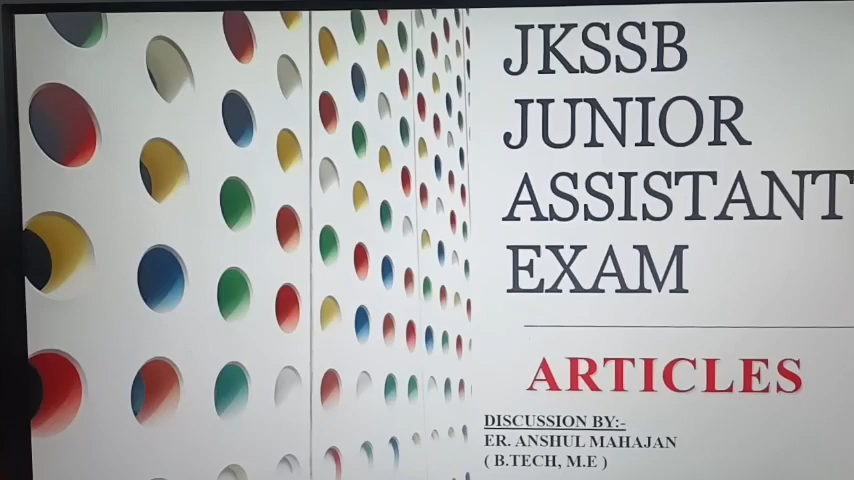 JKSSB
JUNIOR
ASSISTANT
EXAM
ARTICLES
DISCUSSION BY:-
ER. ANSHUL MAHAJAN
( B.TECH, M.E )